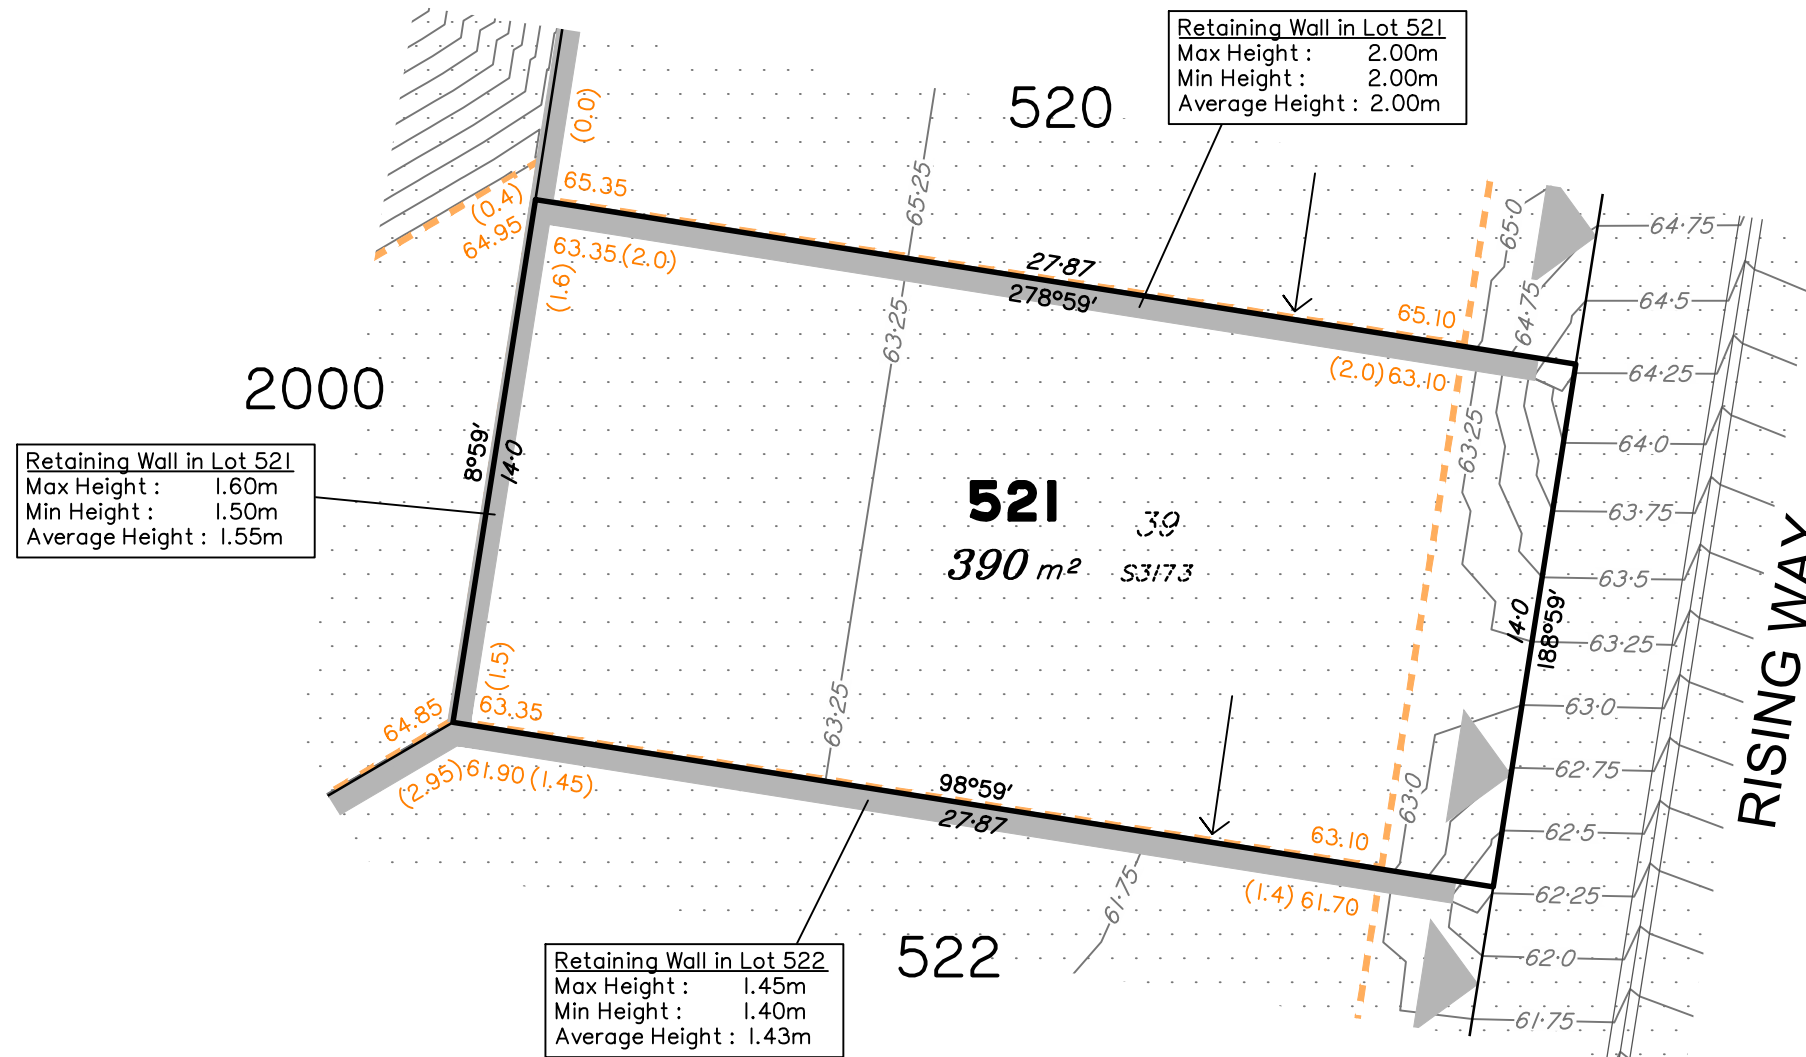 Retaining Wall in Lot 521
Max Height : 2.00m
Min Height : 2.00m
Average Height : 2.00m
520
(0.0)
65.35
(0.4)
64.95
63.35 (2.0)
(1.6)
65·25
63·25
27·87
278°59'
65.10
(2.0) 63.10
65·0
64·75
64·75
64·5
64·25
64·0
63·75
63·5
63·25
63·0
62·75
62·5
62·25
62·0
61·75
63·25
2000
8°59'
14·0
Retaining Wall in Lot 521
Max Height : 1.60m
Min Height : 1.50m
Average Height : 1.55m
521
39
390 m²
S3173
14·0
188°59'
RISING WAY
(1.5)
63.35
64.85
(2.95) 61.90 (1.45)
63·25
98°59'
27·87
63·0
63.10
(1.4) 61.70
61·75
522
Retaining Wall in Lot 522
Max Height : 1.45m
Min Height : 1.40m
Average Height : 1.43m